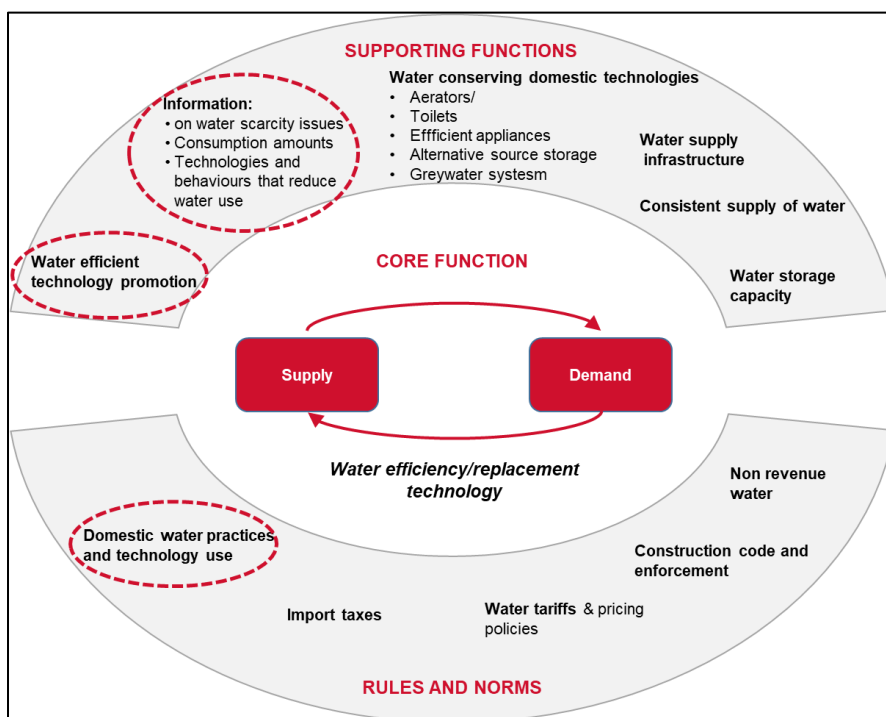 SUPPORTING FUNCTIONS
Information:
• on water scarcity issues
• Consumption amounts
• Technologies and
behaviours that reduce
water use
Water conserving domestic technologies
• Aerators/
• Toilets
• Effficient appliances
• Alternative source storage
• Greywater systesm
Water supply
infrastructure
Consistent supply of water
Water storage
capacity
Water efficient
technology promotion
CORE FUNCTION
Supply
Demand
Water efficiency/replacement
technology
Non revenue
water
Domestic water practices
and technology use
Construction code and
enforcement
Import taxes
Water tariffs & pricing
policies
RULES AND NORMS